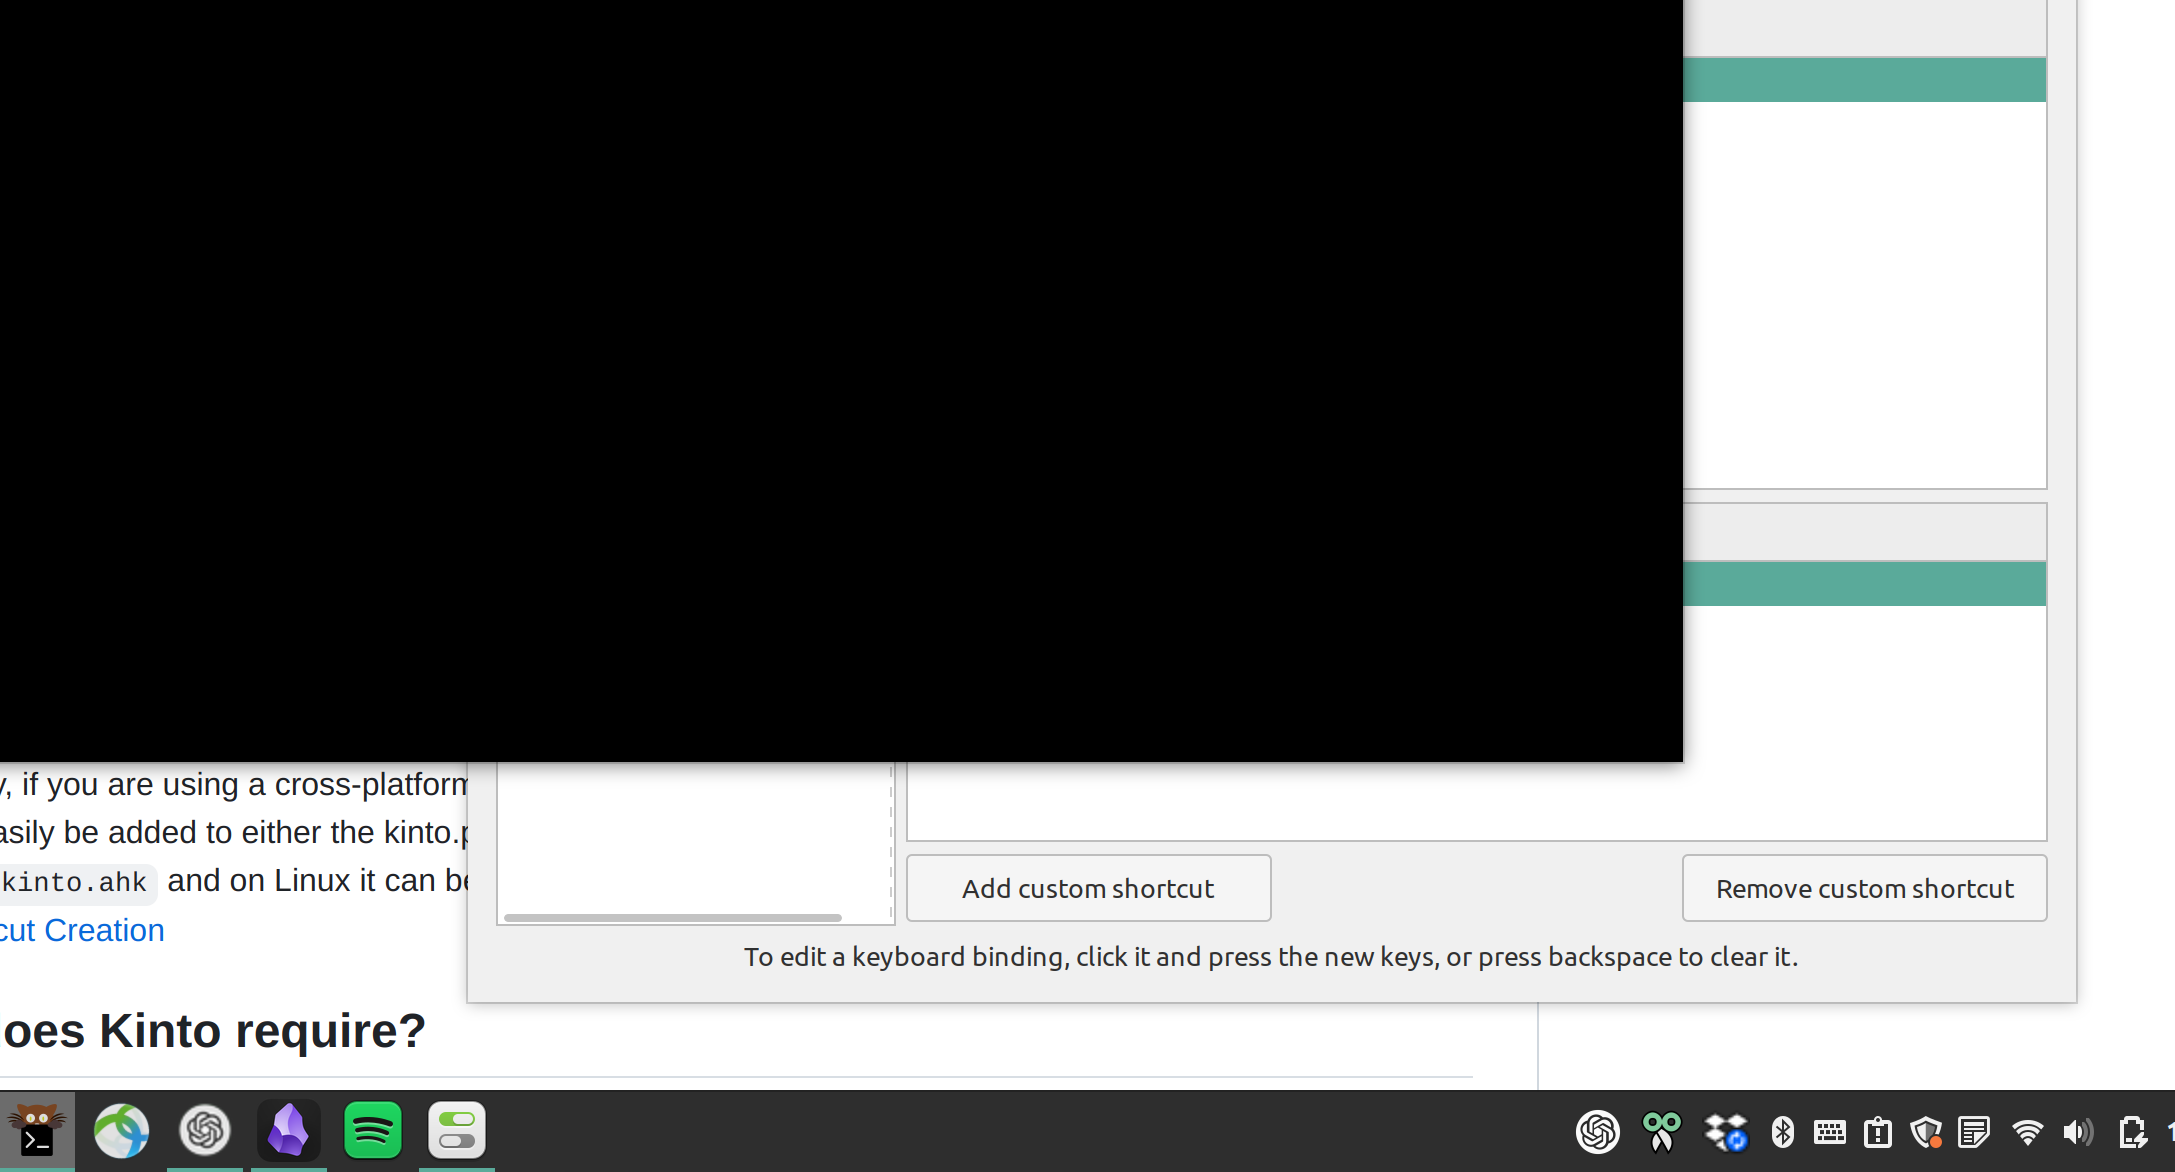 , if you are using a cross-platform
asily be added to either the kinto.p
kinto.ahk and on Linux it can be
cut Creation
oes Kinto require?
Add custom shortcut
Remove custom shortcut
To edit a keyboard binding, click it and press the new keys, or press backspace to clear it.